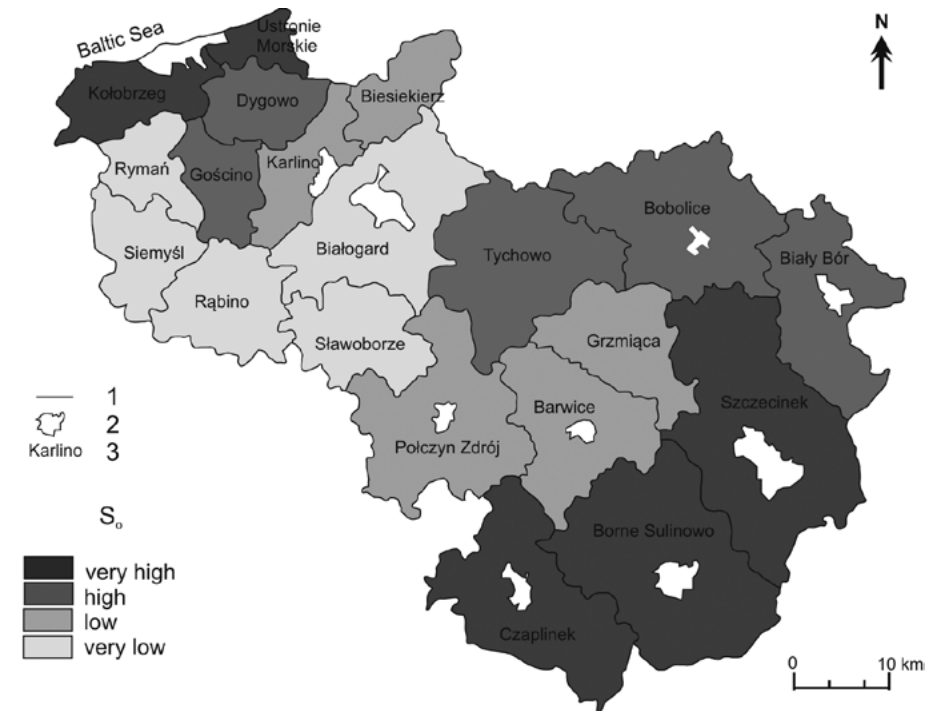 Baltic Sea
Ustronie
Morskie
N
Kołobrzeg
Dygowo
Biesiekierz
Rymań
Gościno
Karlino
Bobolice
Siemyśl
Białogard
Tychowo
Biały Bór
Rąbino
Sławoborze
Grzmiąca
1
2
Karlino 3
Barwice
Szczecinek
Połczyn Zdrój
So
Borne Sulinowo
very high
high
low
very low
Czaplinek
0 10 km